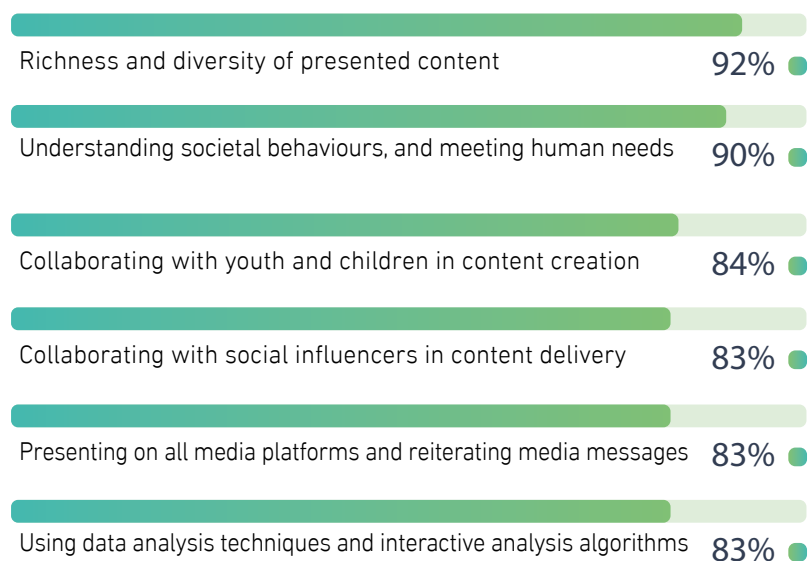 Richness and diversity of presented content 92%
Understanding societal behaviours, and meeting human needs 90%
Collaborating with youth and children in content creation 84%
Collaborating with social influencers in content delivery 83%
Presenting on all media platforms and reiterating media messages 83%
Using data analysis techniques and interactive analysis algorithms 83%